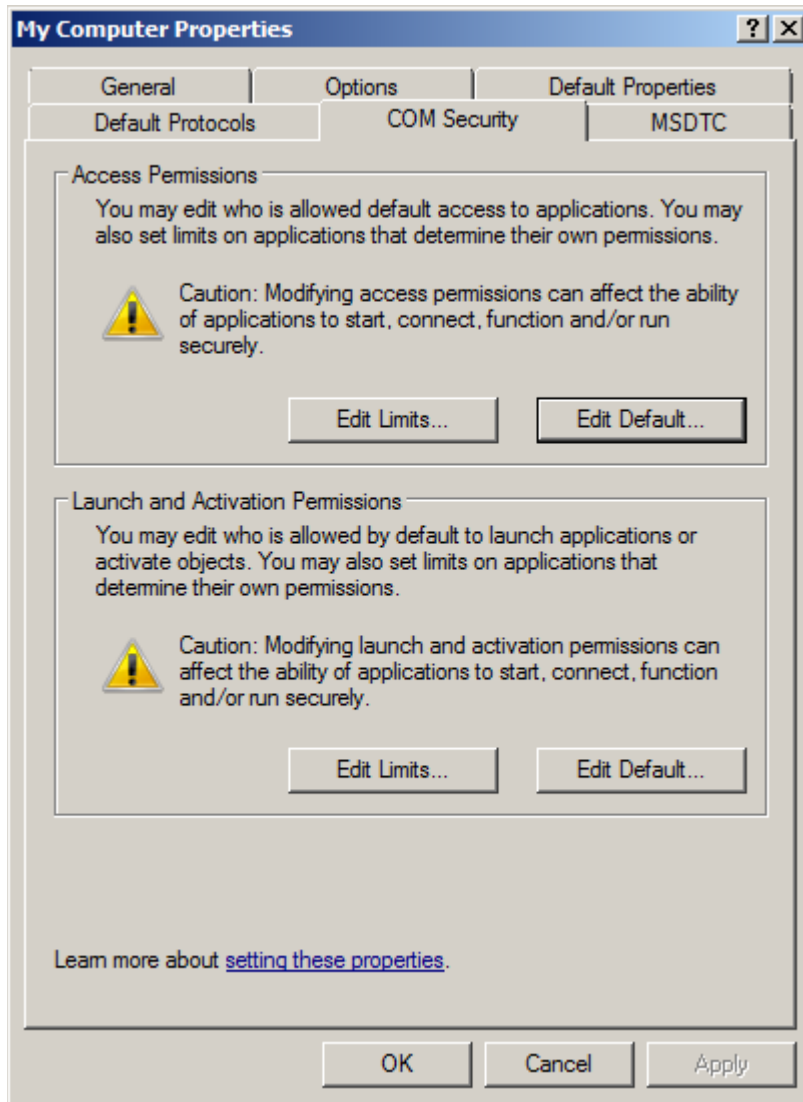 My Computer Properties
General Options Default Properties
Default Protocols COM Security MSDTC
Access Permissions
You may edit who is allowed default access to applications. You may
also set limits on applications that determine their own permissions.
Caution: Modifying access permissions can affect the ability
of applications to start, connect, function and/or run
securely.
Edit Limits... Edit Default...
Launch and Activation Permissions
You may edit who is allowed by default to launch applications or
activate objects. You may also set limits on applications that
determine their own permissions.
Caution: Modifying launch and activation permissions can
affect the ability of applications to start, connect, function
and/or run securely.
Edit Limits... Edit Default...
Learn more about setting these properties.
OK Cancel Apply